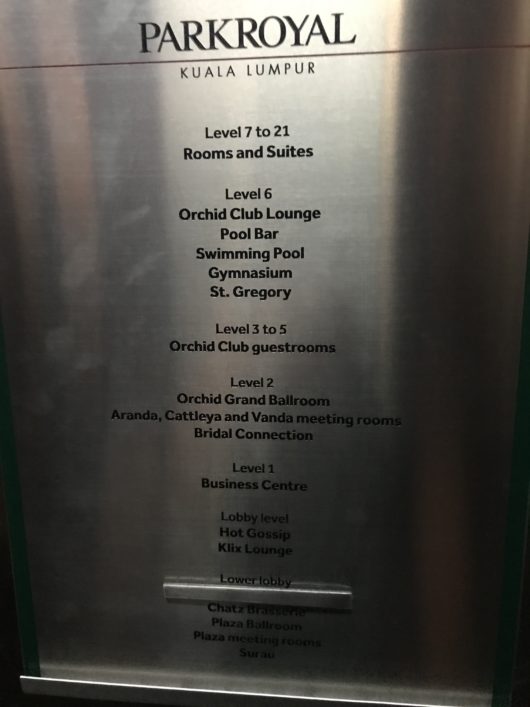 PARKROYAL
KUALA LUMPUR
Level 7 to 21
Rooms and Suites
Level 6
Orchid Club Lounge
Pool Bar
Swimming Pool
Gymnasium
St. Gregory
Level 3 to 5
Orchid Club guestrooms
Level 2
Orchid Grand Ballroom
Aranda, Cattleya and Vanda meeting rooms
Bridal Connection
Level 1
Business Centre
Lobby level
Hot Gossip
Klix Lounge
Lower lobby
Chatz Brasserie
Plaza Ballroom
Plaza meeting rooms
Surau